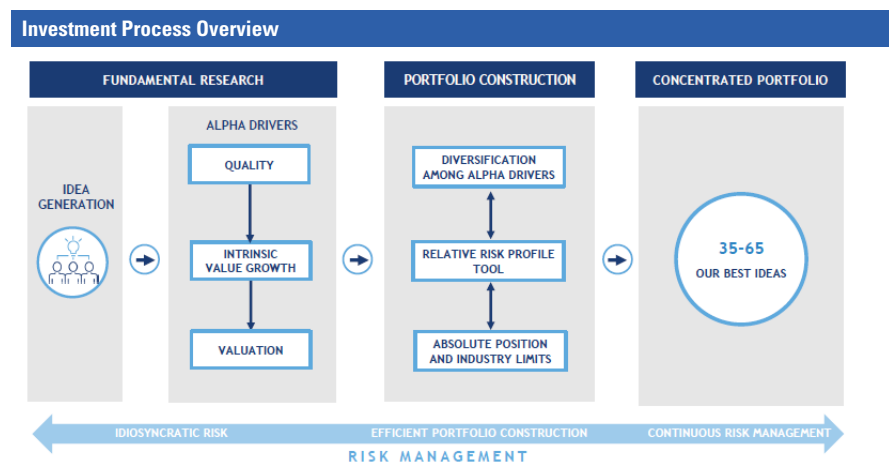 Investment Process Overview
FUNDAMENTAL RESEARCH
PORTFOLIO CONSTRUCTION
CONCENTRATED PORTFOLIO
IDEA
GENERATION
ALPHA DRIVERS
QUALITY
INTRINSIC
VALUE GROWTH
VALUATION
DIVERSIFICATION
AMONG ALPHA DRIVERS
RELATIVE RISK PROFILE
TOOL
ABSOLUTE POSITION
AND INDUSTRY LIMITS
35-65
OUR BEST IDEAS
IDIOSYNCRATIC RISK
EFFICIENT PORTFOLIO CONSTRUCTION
CONTINUOUS RISK MANAGEMENT
RISK MANAGEMENT